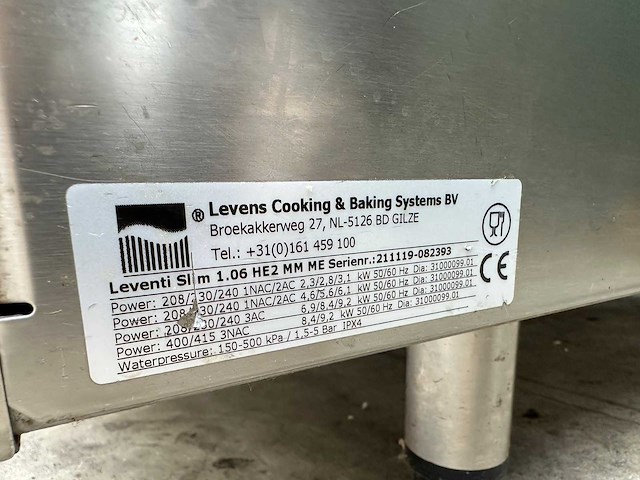 ® Levens Cooking & Baking Systems BV
Broekakkerweg 27, NL-5126 BD GILZE
Tel.: +31(0)161 459 100
Leventi Slim 1.06 HE2 MM ME Serienr.:211119-082393
Power: 208/230/240 1NAC/2AC 2,3/2,8/3,1 kW 50/60 Hz Dia: 31000099.01
Power: 208/230/240 1NAC/2AC 4,6/5,6/6,1 kW 50/60 Hz Dia: 31000099.01
Power: 208/230/240 3AC 6,9/8,4/9,2 kW 50/60 Hz Dia: 31000099.01
Power: 400/415 3NAC 8,4/9,2 kW 50/60 Hz Dia: 31000099.01
Waterpressure: 150-500 kPa / 1,5-5 Bar IPX4
CE